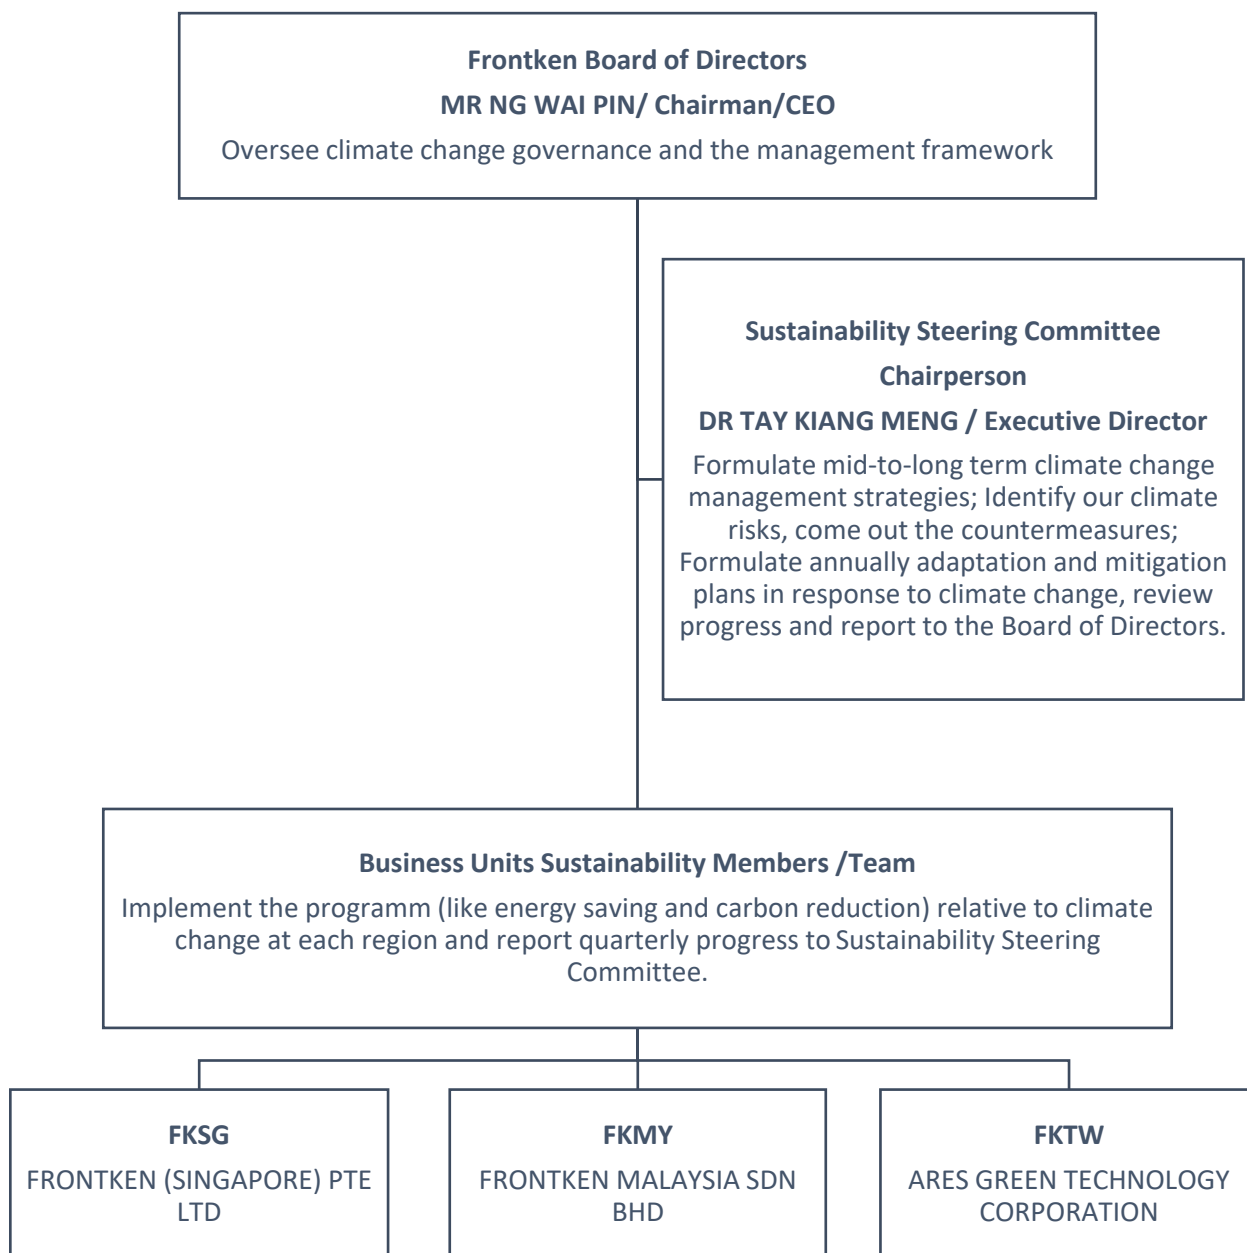 Frontken Board of Directors
MR NG WAI PIN/ Chairman/CEO
Oversee climate change governance and the management framework
Sustainability Steering Committee
Chairperson
DR TAY KIANG MENG / Executive Director
Formulate mid-to-long term climate change
management strategies; Identify our climate
risks, come out the countermeasures;
Formulate annually adaptation and mitigation
plans in response to climate change, review
progress and report to the Board of Directors.
Business Units Sustainability Members /Team
Implement the programm (like energy saving and carbon reduction) relative to climate
change at each region and report quarterly progress to Sustainability Steering
Committee.
FKSG
FRONTKEN (SINGAPORE) PTE
LTD
FKMY
FRONTKEN MALAYSIA SDN
BHD
FKTW
ARES GREEN TECHNOLOGY
CORPORATION